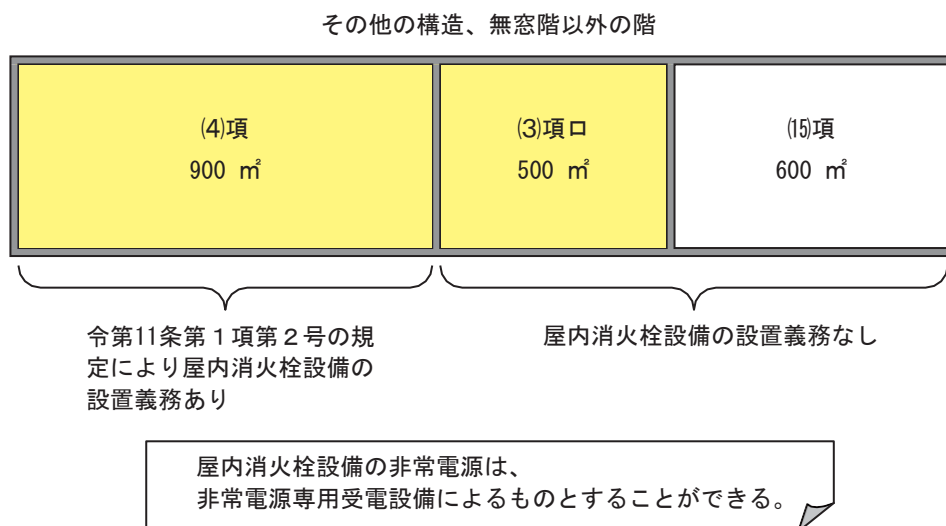 その他の構造、無窓階以外の階
⑷項
900 ㎡
⑶項ロ
500 ㎡
⒂項
600 ㎡
令第11条第１項第２号の規
定により屋内消火栓設備の
設置義務あり
屋内消火栓設備の設置義務なし
屋内消火栓設備の非常電源は、
非常電源専用受電設備によるものとすることができる。